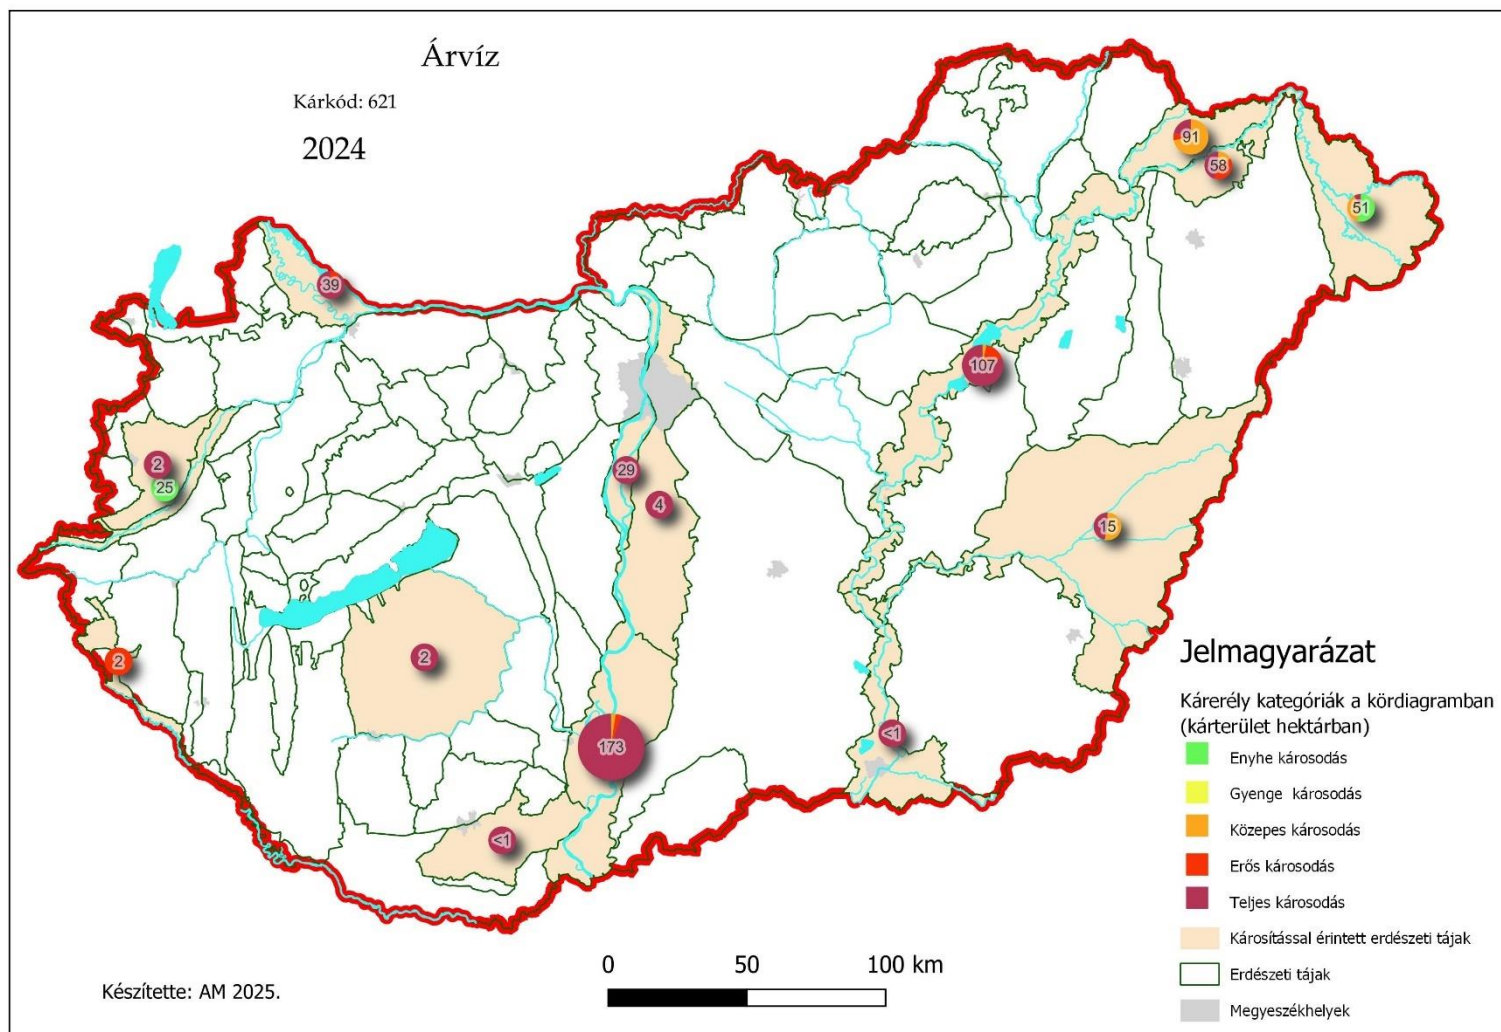 Árvíz
Kárkód: 621
2024
91
58
51
39
107
2
25
29
4
15
2
2
173
<1
<1
Jelmagyarázat
Kárerély kategóriák a kördiagramban
(kárterület hektárban)
Enyhe károsodás
Gyenge károsodás
Közepes károsodás
Erős károsodás
Teljes károsodás
Károsítással érintett erdészeti tájak
Erdészeti tájak
Megyeszékhelyek
0 50 100 km
Készítette: AM 2025.